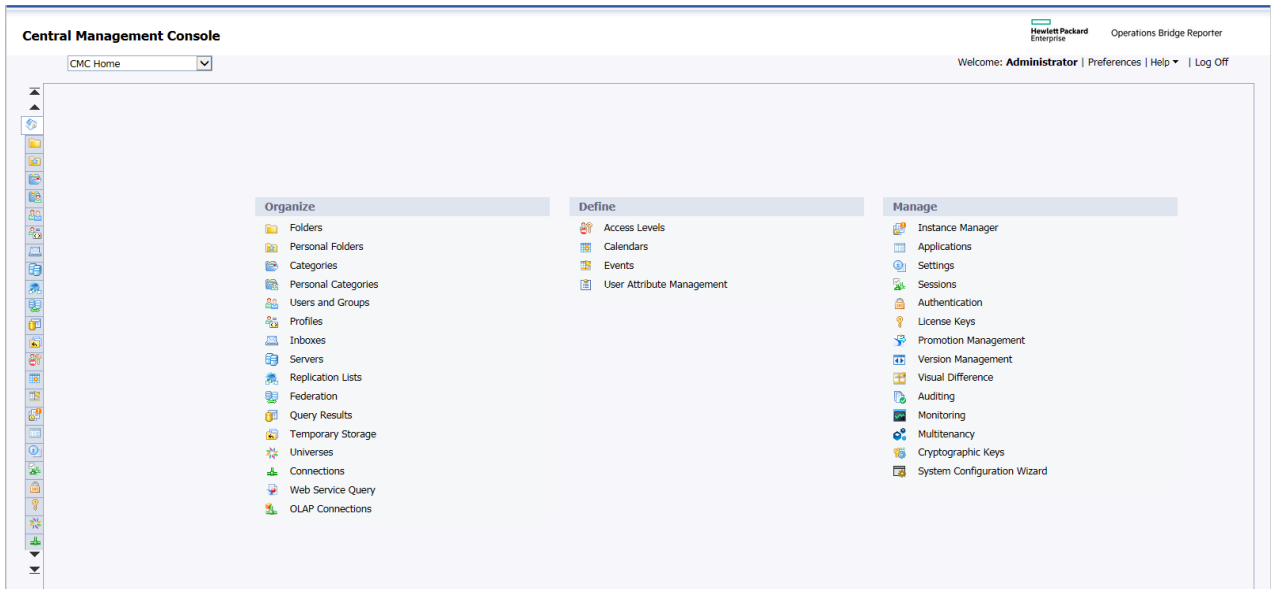 Central Management Console
Hewlett Packard
Enterprise
Operations Bridge Reporter
CMC Home
Welcome: Administrator | Preferences | Help | Log Off
Organize
Folders
Personal Folders
Categories
Personal Categories
Users and Groups
Profiles
Inboxes
Servers
Replication Lists
Federation
Query Results
Temporary Storage
Universes
Connections
Web Service Query
OLAP Connections
Define
Access Levels
Calendars
Events
User Attribute Management
Manage
Instance Manager
Applications
Settings
Sessions
Authentication
License Keys
Promotion Management
Version Management
Visual Difference
Auditing
Monitoring
Multitenancy
Cryptographic Keys
System Configuration Wizard